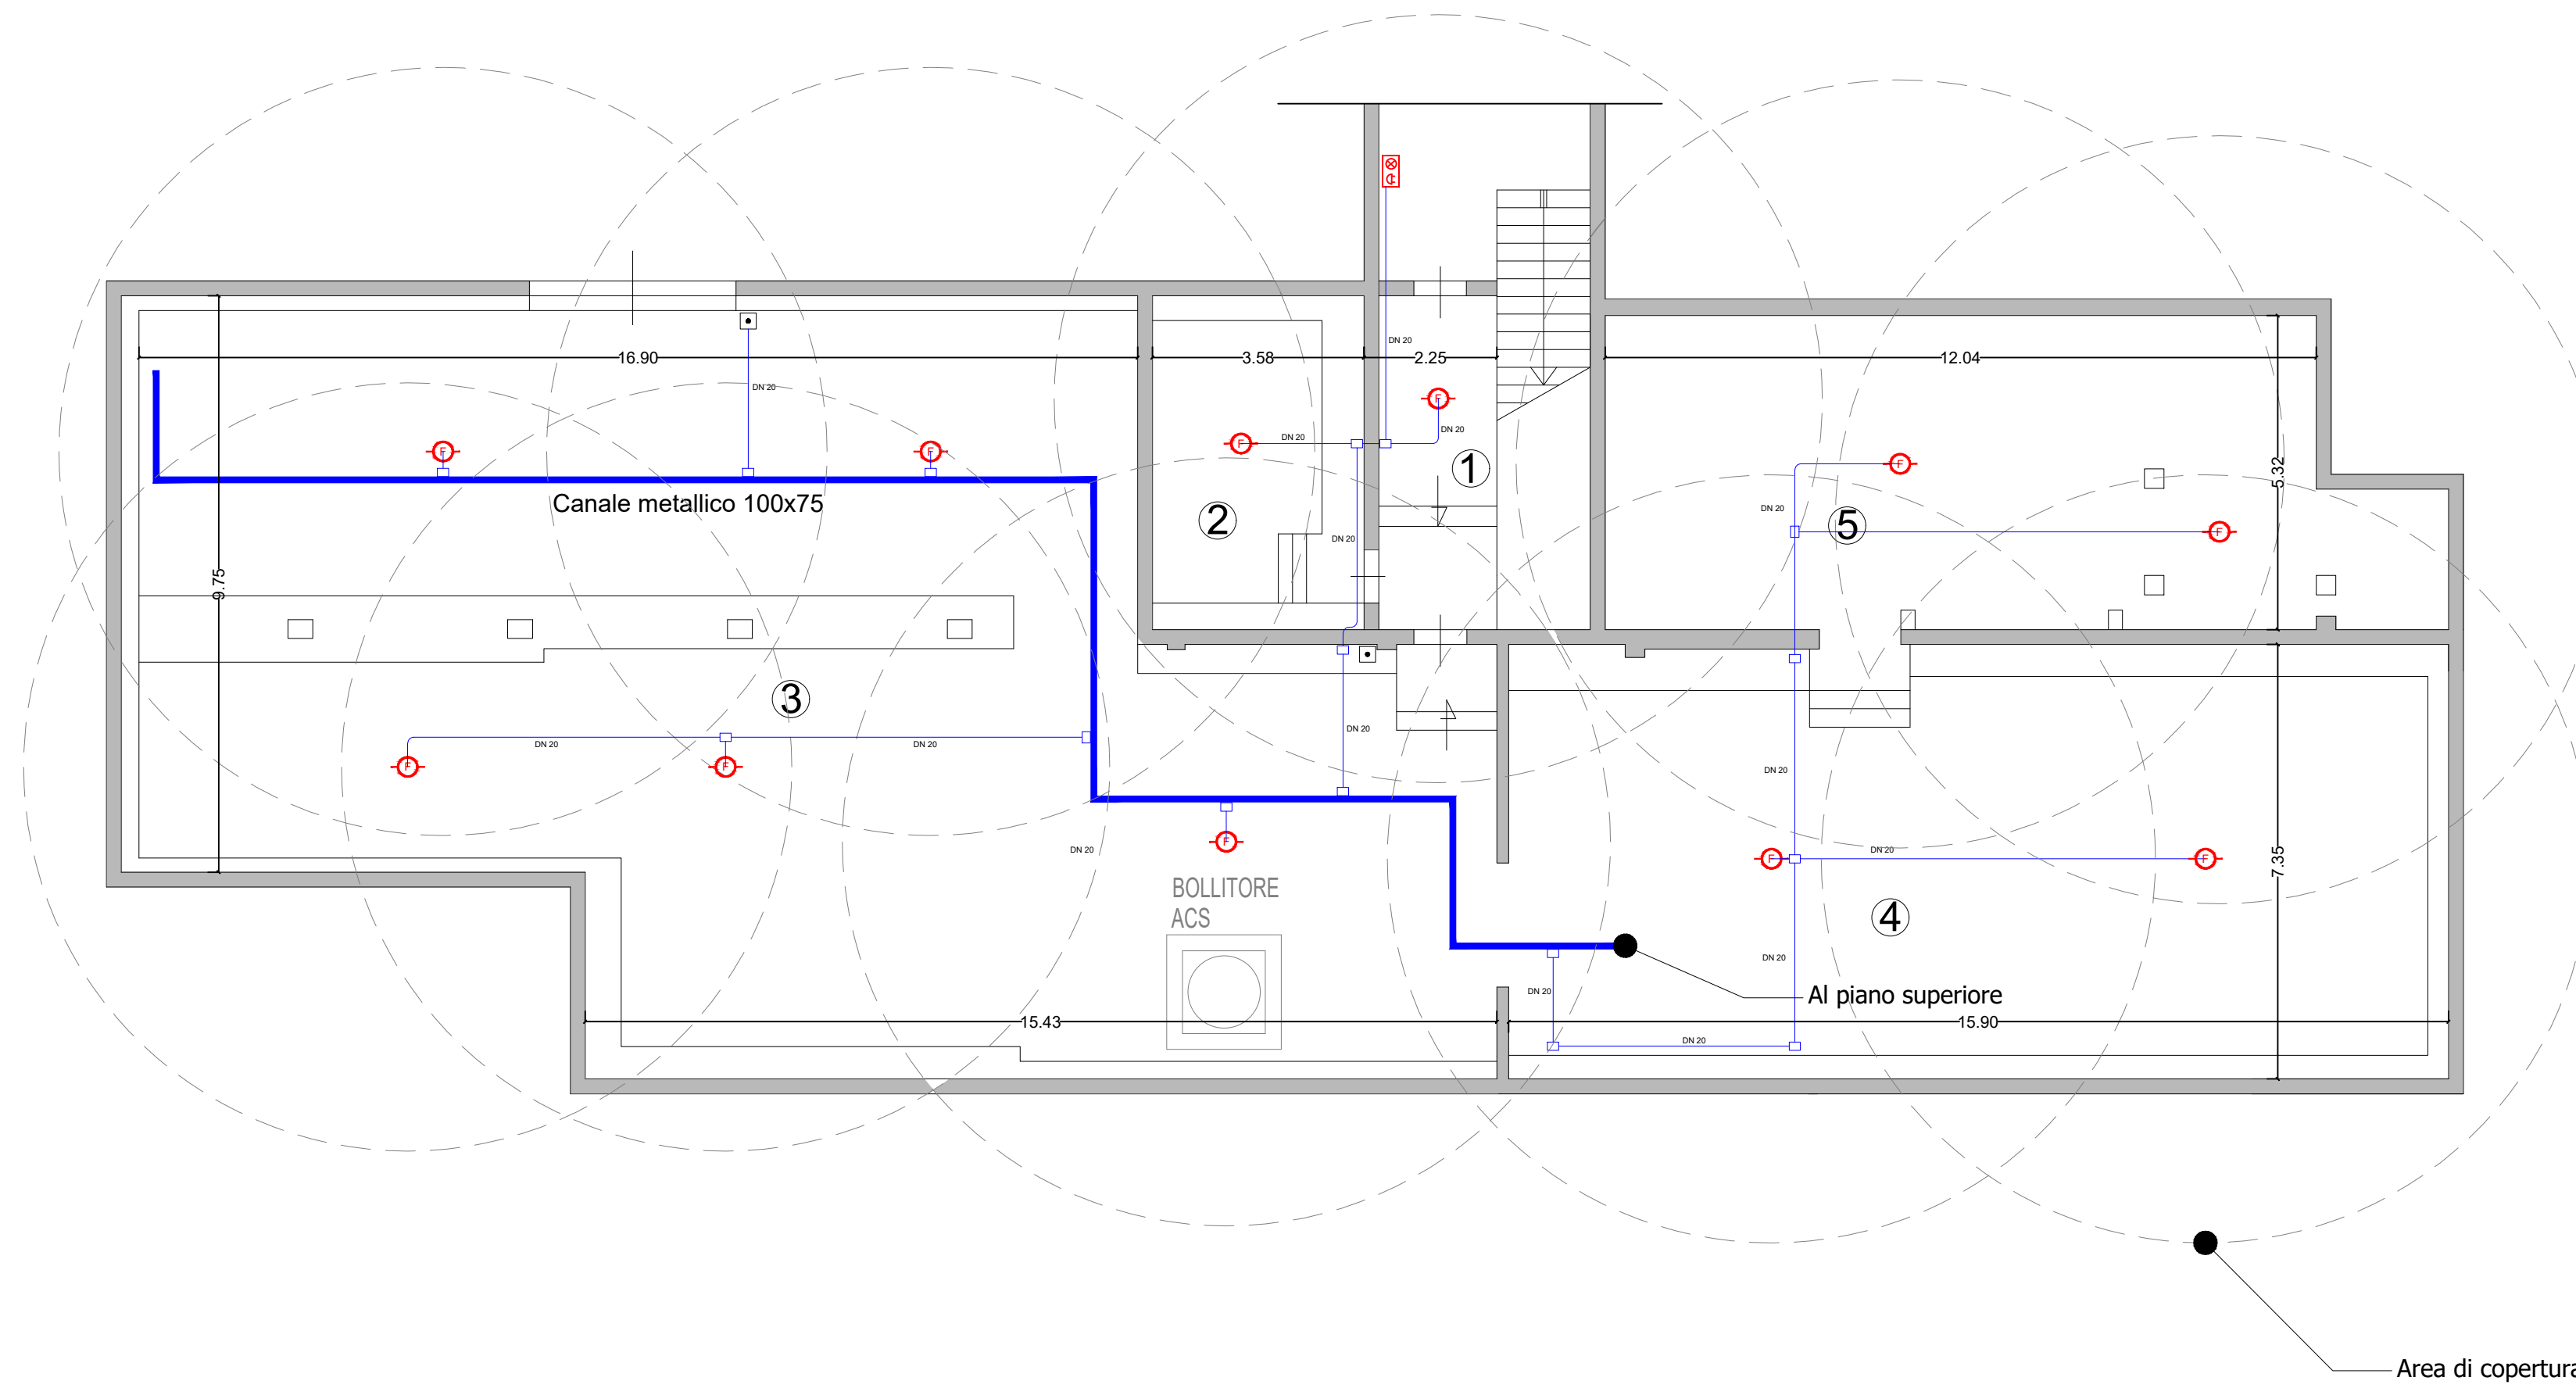 DN 20
16.90
3.58
2.25
12.04
DN 20
F
DN 20
DN 20
F
F
F
F
1
5.32
Canale metallico 100x75
DN 20
2
5
F
DN 20
9.75
3
DN 20
DN 20
DN 20
F
F
DN 20
F
DN 20
DN 20
F
F
7.35
BOLLITORE
ACS
4
DN 20
DN 20
Al piano superiore
15.43
15.90
DN 20
Area di copertura